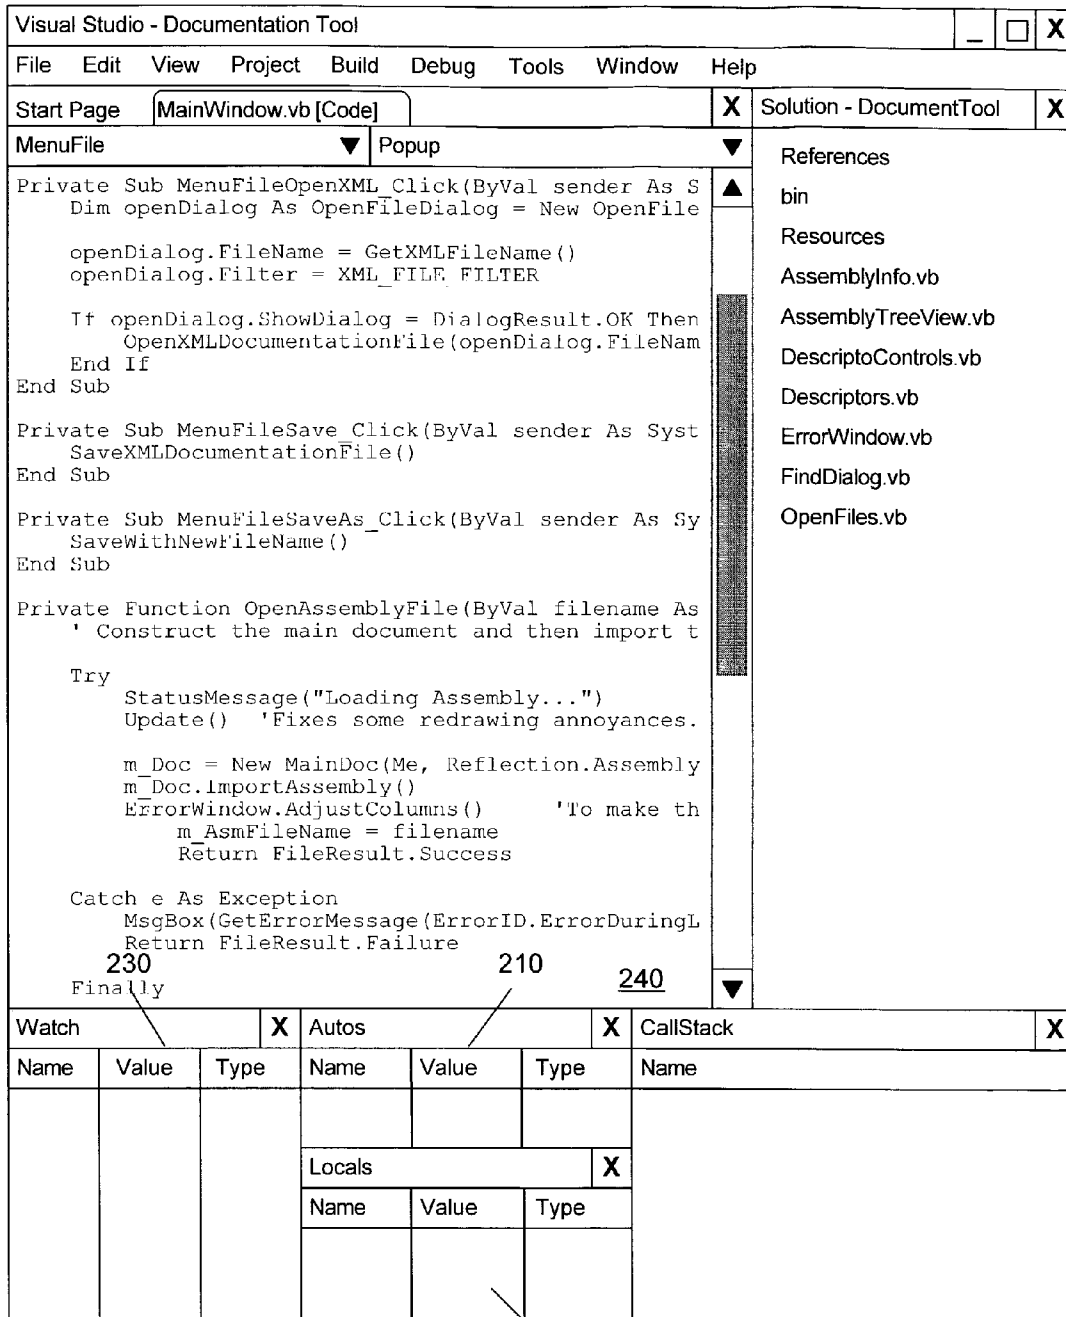 Visual Studio - Documentation Tool _ □ X
File Edit View Project Build Debug Tools Window Help
Start Page MainWindow.vb [Code] X
Solution - DocumentTool X
MenuFile ▼ Popup ▼
Private Sub MenuFileOpenXML_Click(ByVal sender As S
Dim openDialog As OpenFileDialog = New OpenFile
openDialog.FileName = GetXMLFileName()
openDialog.Filter = XML_FILE_FILTER
If openDialog.ShowDialog = DialogResult.OK Then
OpenXMLDocumentationFile(openDialog.FileNam
End If
End Sub
Private Sub MenuFileSave_Click(ByVal sender As Syst
SaveXMLDocumentationFile()
End Sub
Private Sub MenuFileSaveAs_Click(ByVal sender As Sy
SaveWithNewFileName()
End Sub
Private Function OpenAssemblyFile(ByVal filename As
' Construct the main document and then import t
Try
StatusMessage("Loading Assembly...")
Update() 'Fixes some redrawing annoyances.
m_Doc = New MainDoc(Me, Reflection.Assembly
m_Doc.ImportAssembly()
ErrorWindow.AdjustColumns() 'To make th
m_AsmFileName = filename
Return FileResult.Success
Catch e As Exception
MsgBox(GetErrorMessage(ErrorID.ErrorDuringL
Return FileResult.Failure
230 210 240
Finally
References
bin
Resources
AssemblyInfo.vb
AssemblyTreeView.vb
DescriptoControls.vb
Descriptors.vb
ErrorWindow.vb
FindDialog.vb
OpenFiles.vb
Watch X
Name Value Type
Autos X
Name Value Type
Locals X
Name Value Type
CallStack X
Name